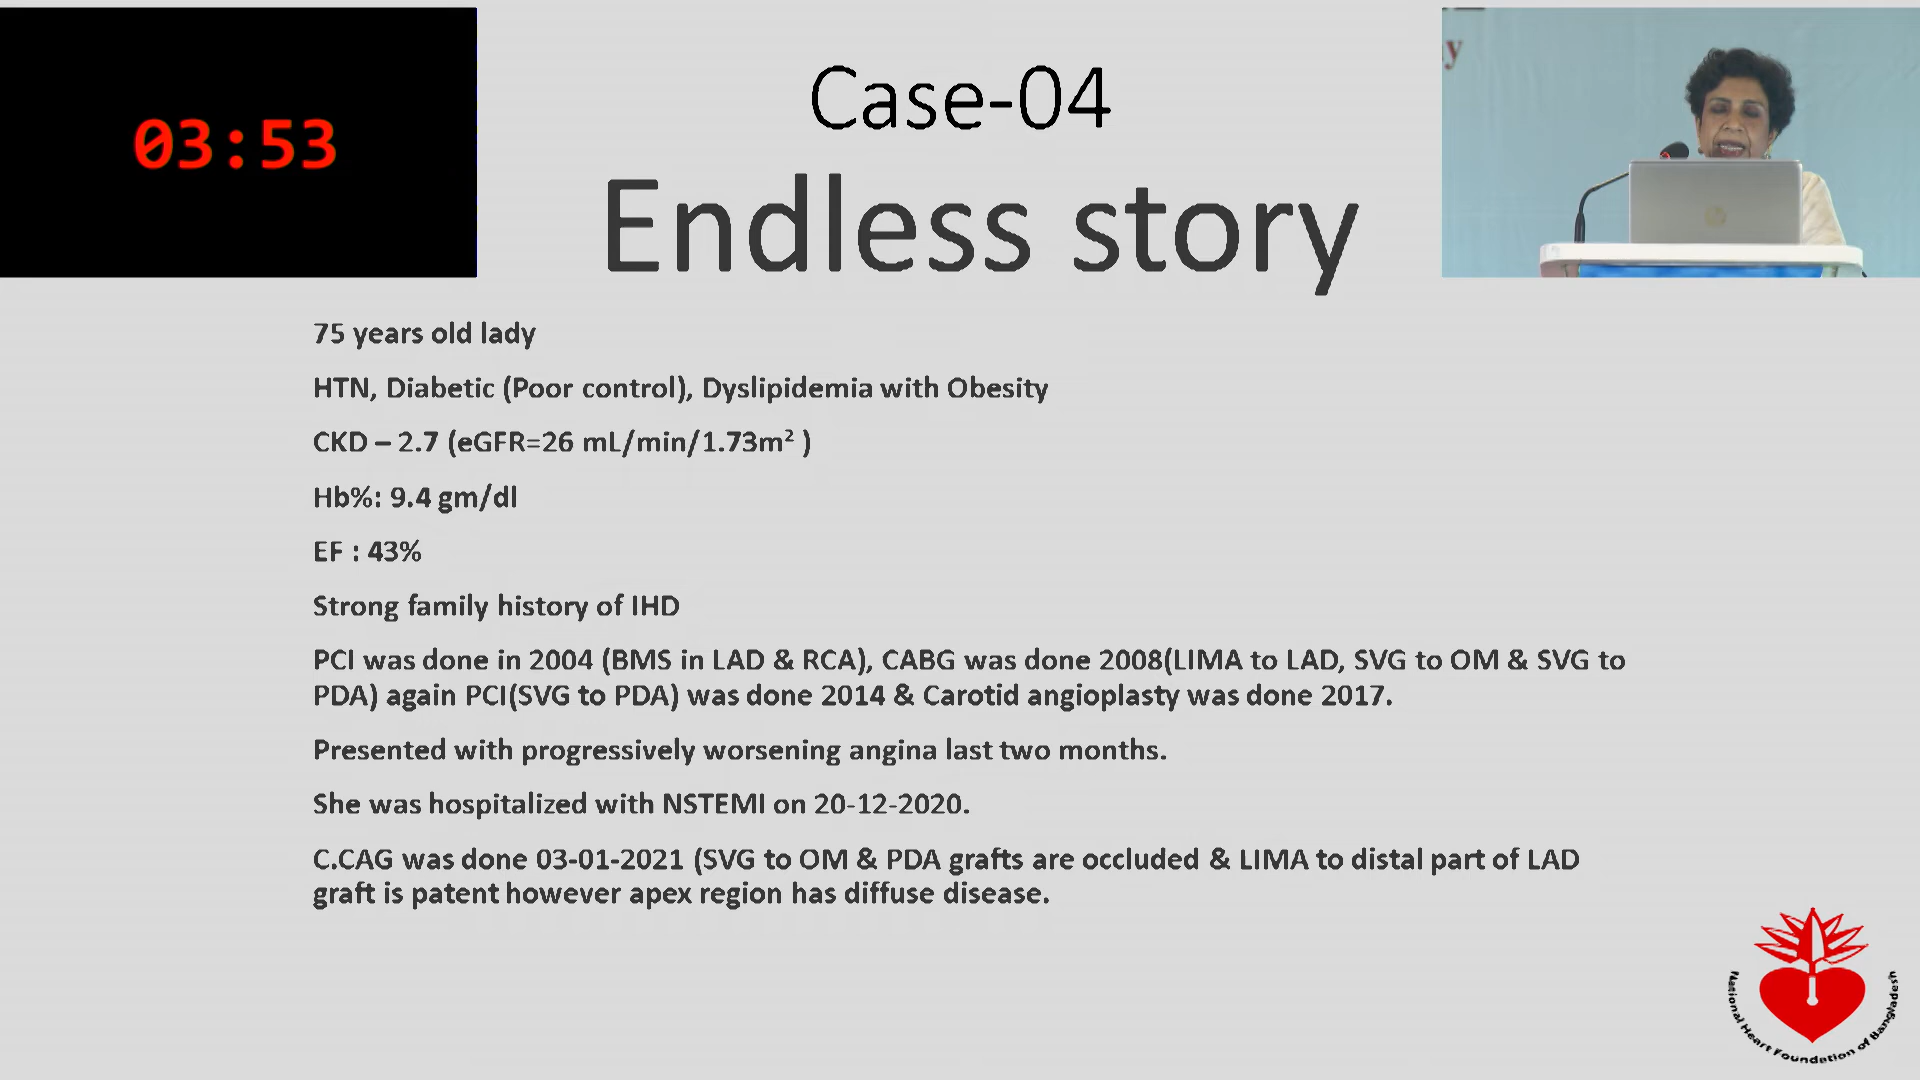 03:53
Case-04
Endless story
y
75 years old lady
HTN, Diabetic (Poor control), Dyslipidemia with Obesity
CKD – 2.7 (eGFR=26 mL/min/1.73m² )
Hb%: 9.4 gm/dl
EF : 43%
Strong family history of IHD
PCI was done in 2004 (BMS in LAD & RCA), CABG was done 2008(LIMA to LAD, SVG to OM & SVG to
PDA) again PCI(SVG to PDA) was done 2014 & Carotid angioplasty was done 2017.
Presented with progressively worsening angina last two months.
She was hospitalized with NSTEMI on 20-12-2020.
C.CAG was done 03-01-2021 (SVG to OM & PDA grafts are occluded & LIMA to distal part of LAD
graft is patent however apex region has diffuse disease.
National Heart Foundation of Bangladesh